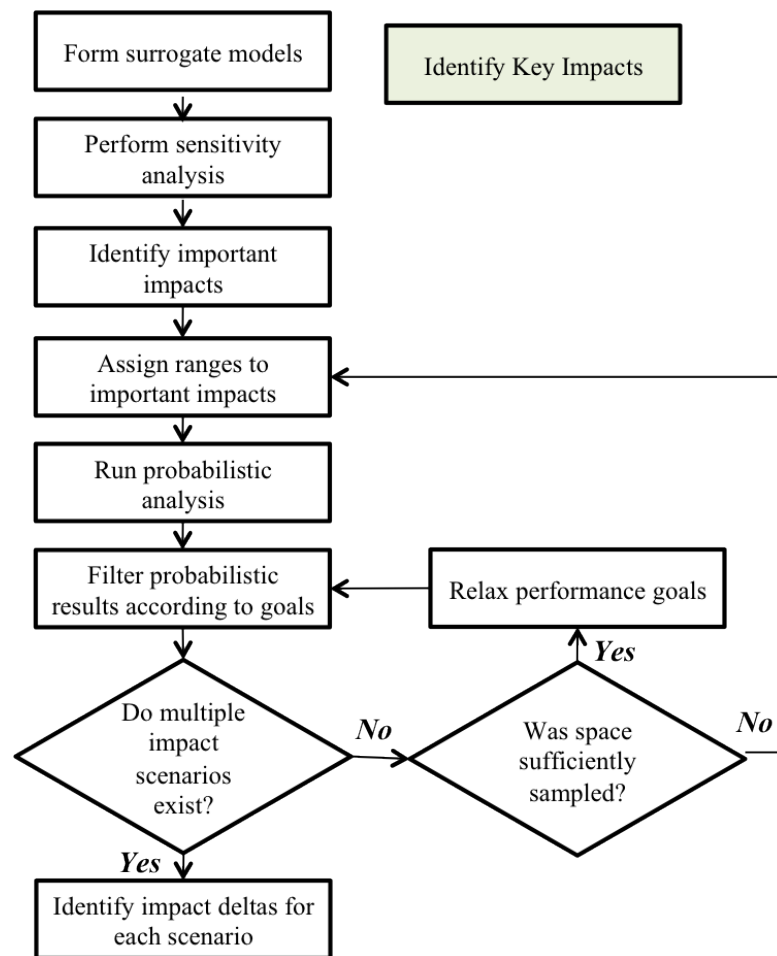 Form surrogate models
Identify Key Impacts
Perform sensitivity
analysis
Identify important
impacts
Assign ranges to
important impacts
Run probabilistic
analysis
Filter probabilistic
results according to goals
Relax performance goals
Yes
Do multiple
impact
scenarios
exist?
No
Was space
sufficiently
sampled?
No
Yes
Identify impact deltas for
each scenario